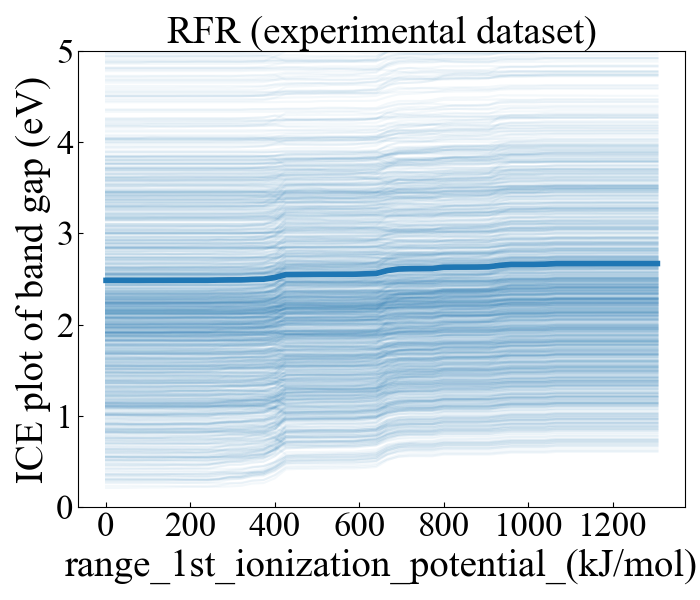 RFR (experimental dataset)
ICE plot of band gap (eV)
5
4
3
2
1
0
0 200 400 600 800 1000 1200
range_1st_ionization_potential_(kJ/mol)